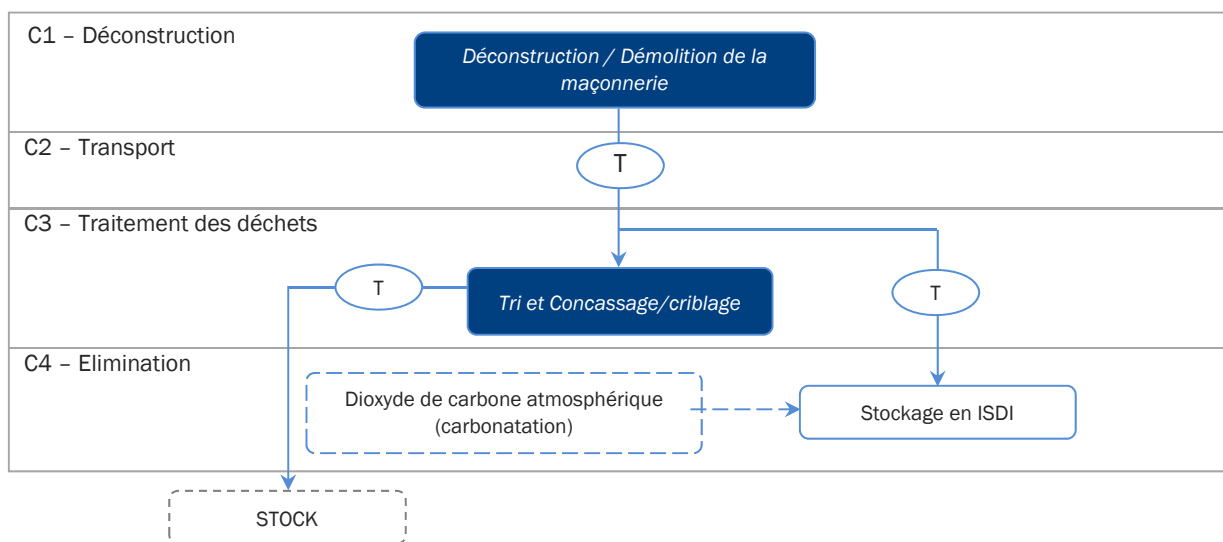 C1 – Déconstruction
Déconstruction / Démolition de la
maçonnerie
C2 – Transport
T
C3 – Traitement des déchets
T
Tri et Concassage/criblage
T
C4 – Elimination
Dioxyde de carbone atmosphérique
(carbonatation)
Stockage en ISDI
STOCK